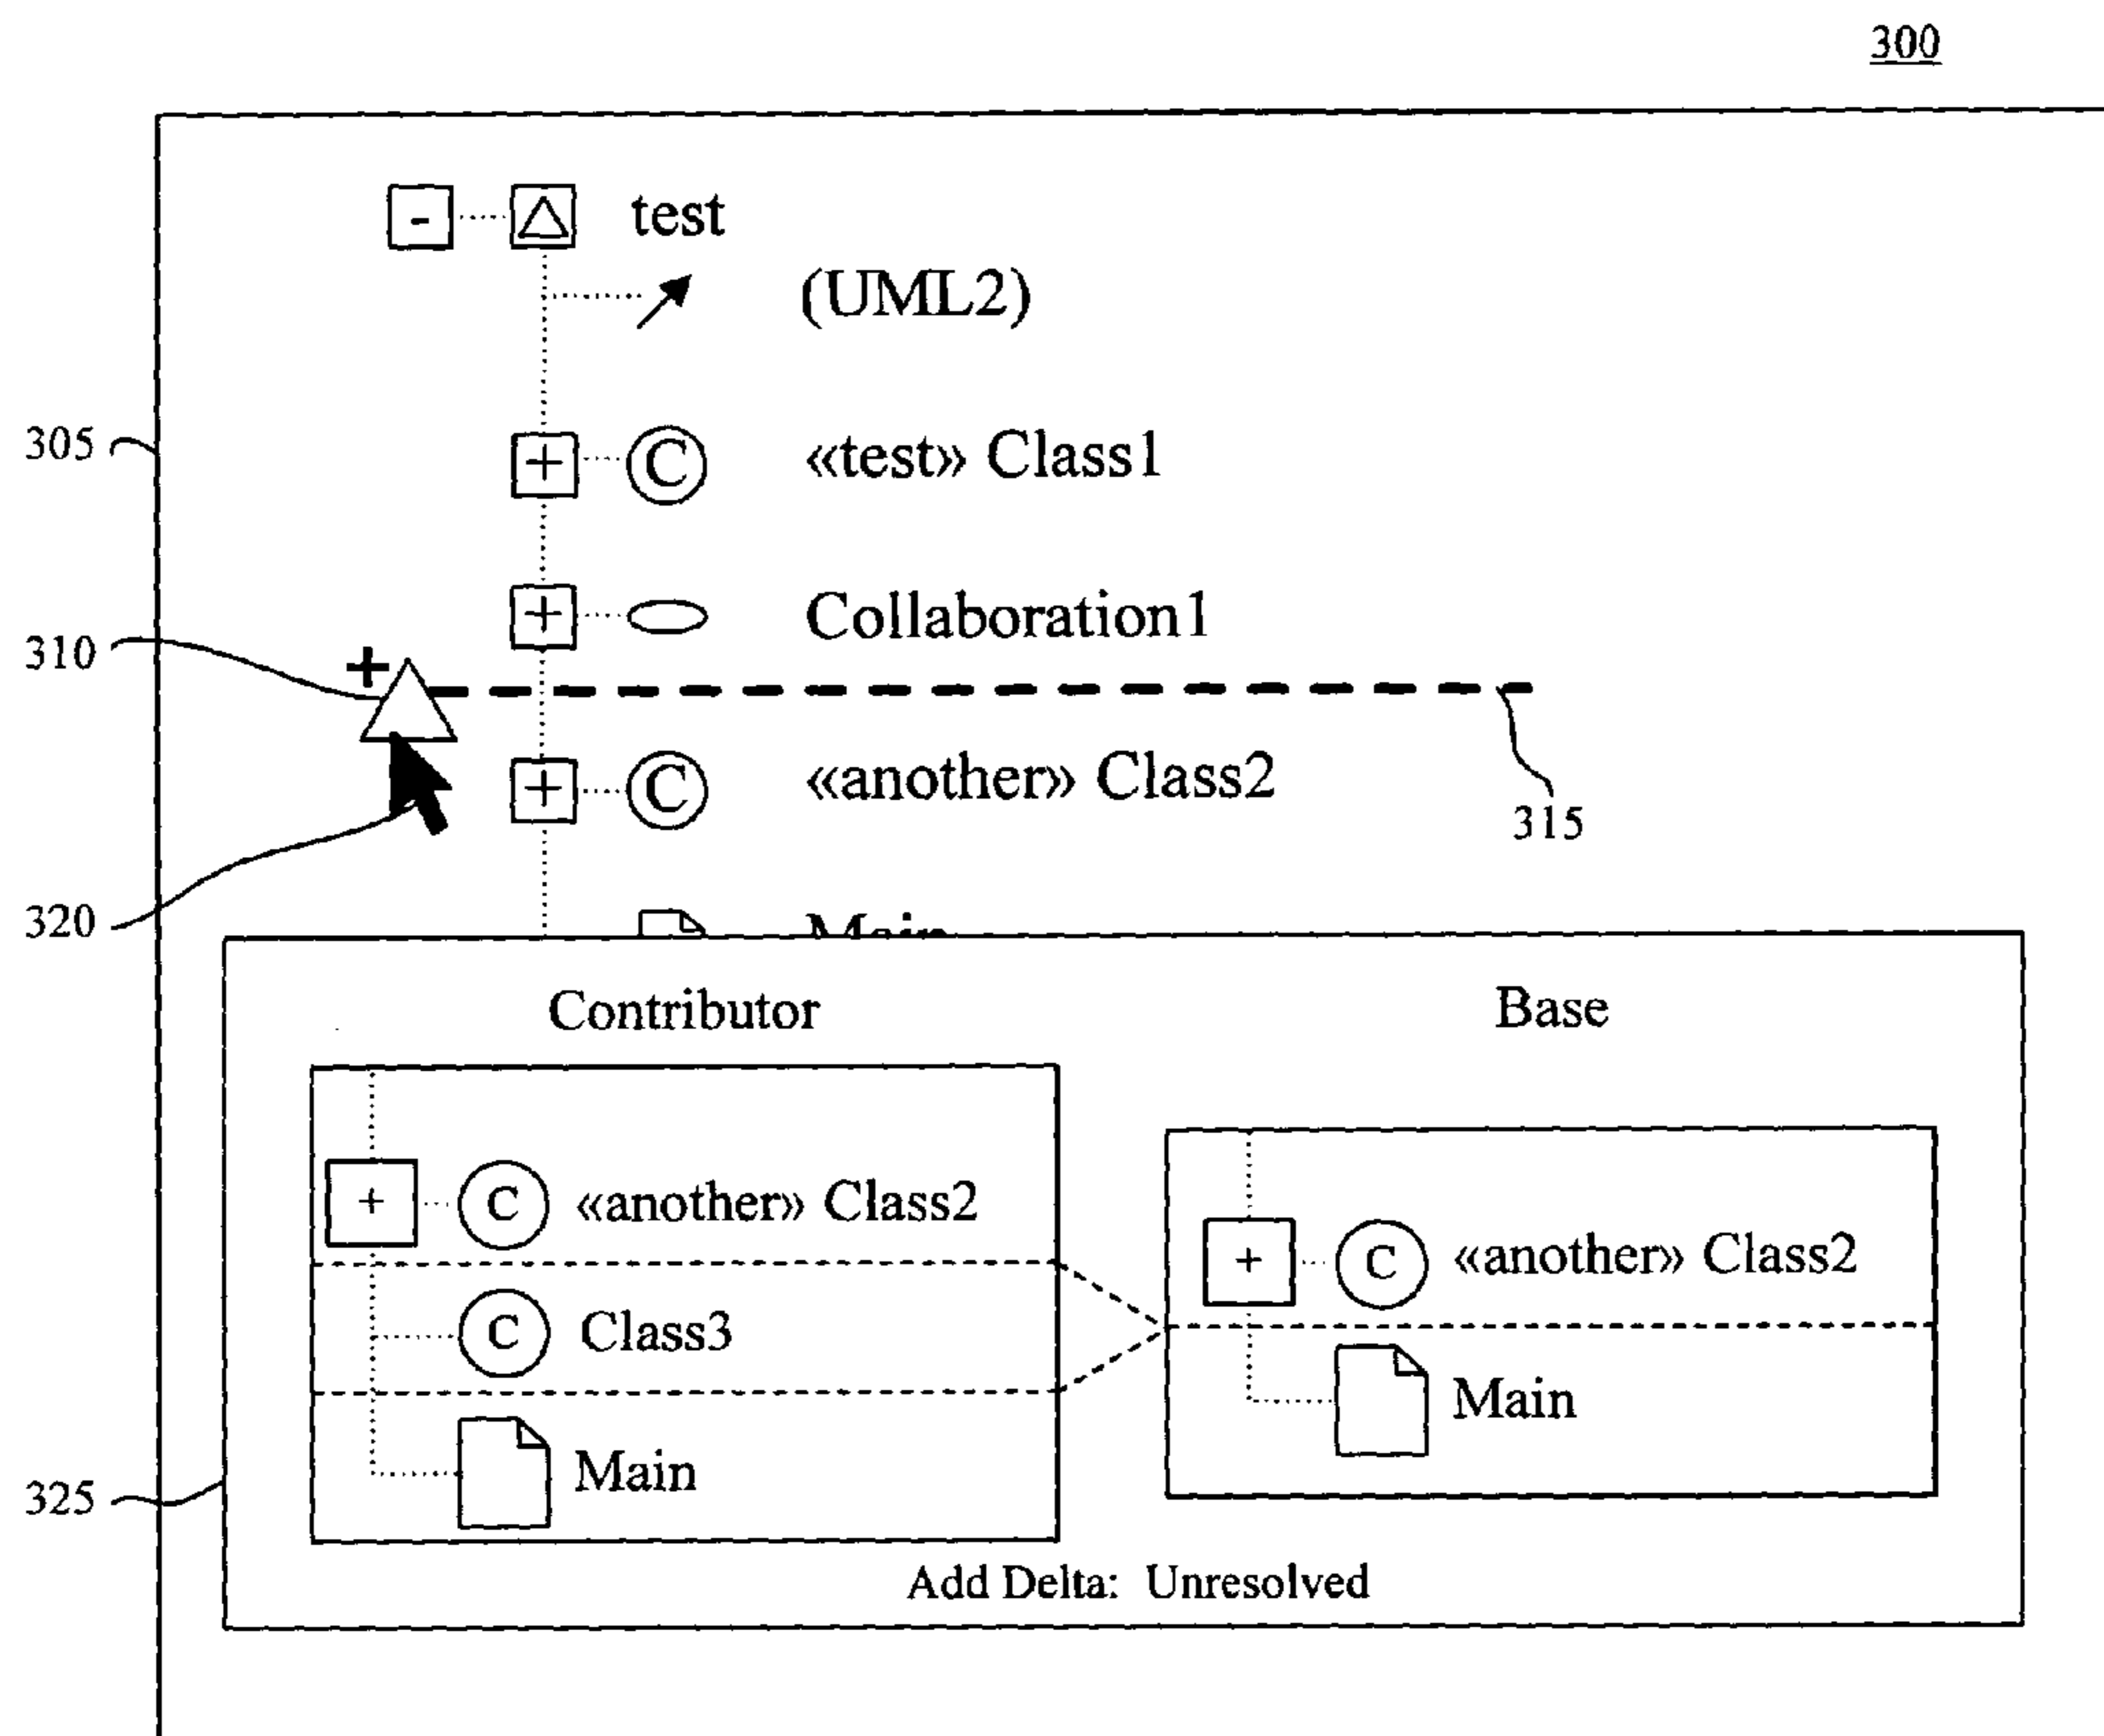 300
- test
(UML2)
305
+ C «test» Class1
+ Collaboration1
310
+
+ C «another» Class2
315
320
Main
Contributor
Base
+ C «another» Class2
+ C «another» Class2
C Class3
Main
Main
325
Add Delta: Unresolved